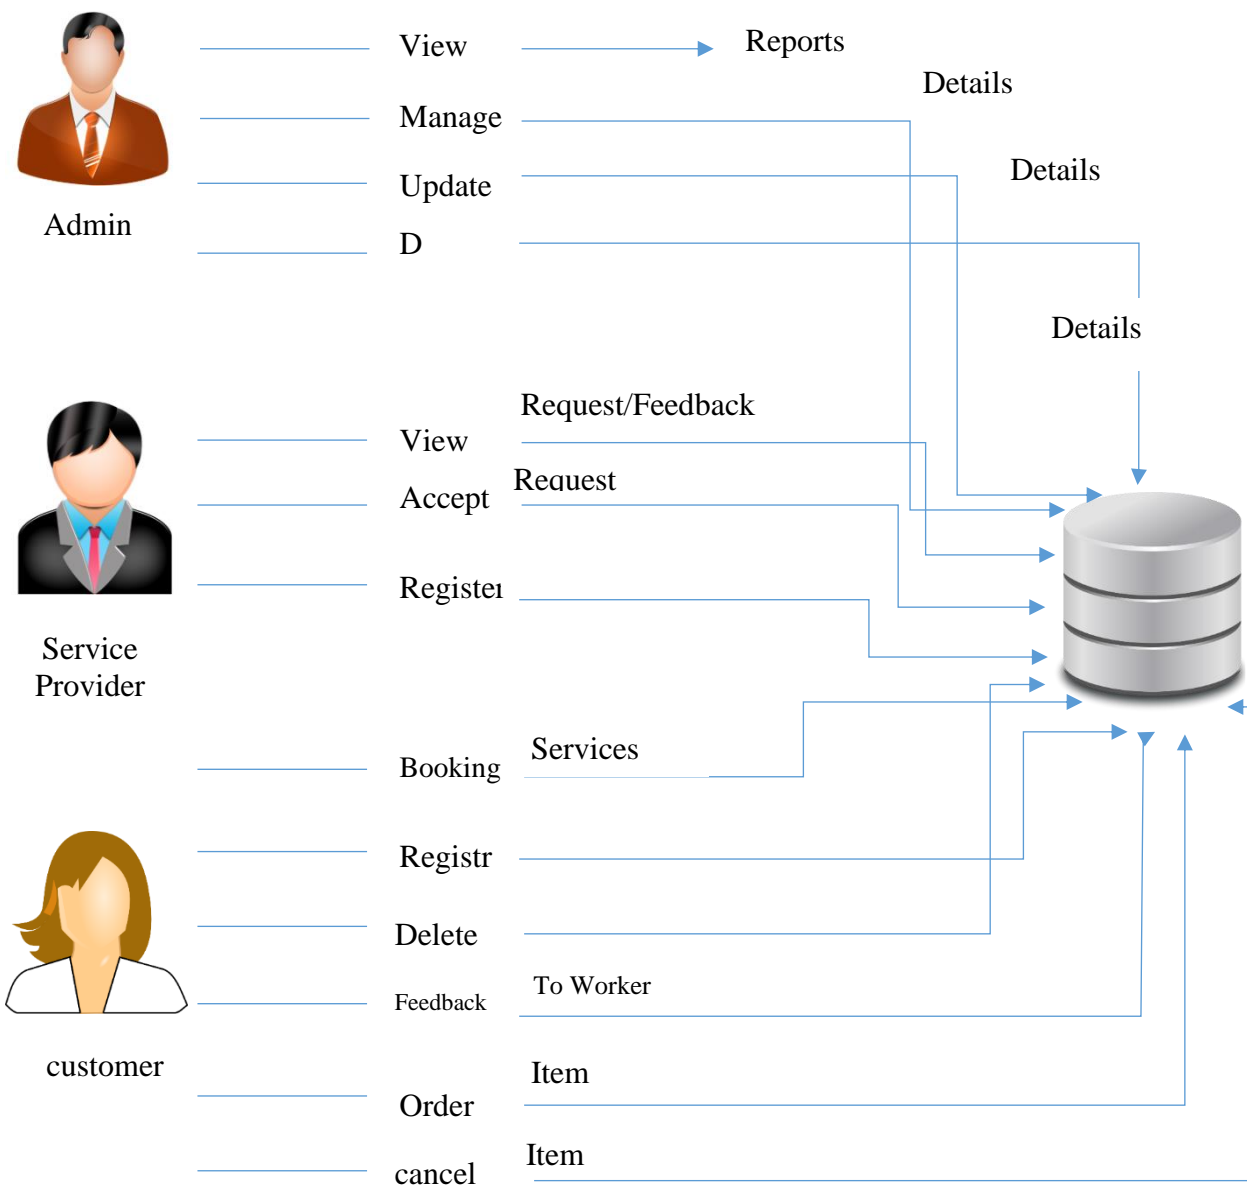 View
Reports
Details
Manage
Details
Update
Admin
D
Details
Request/Feedback
View
Request
Accept
Register
Service
Provider
Services
Booking
Registr
Delete
To Worker
Feedback
customer
Item
Order
Item
cancel